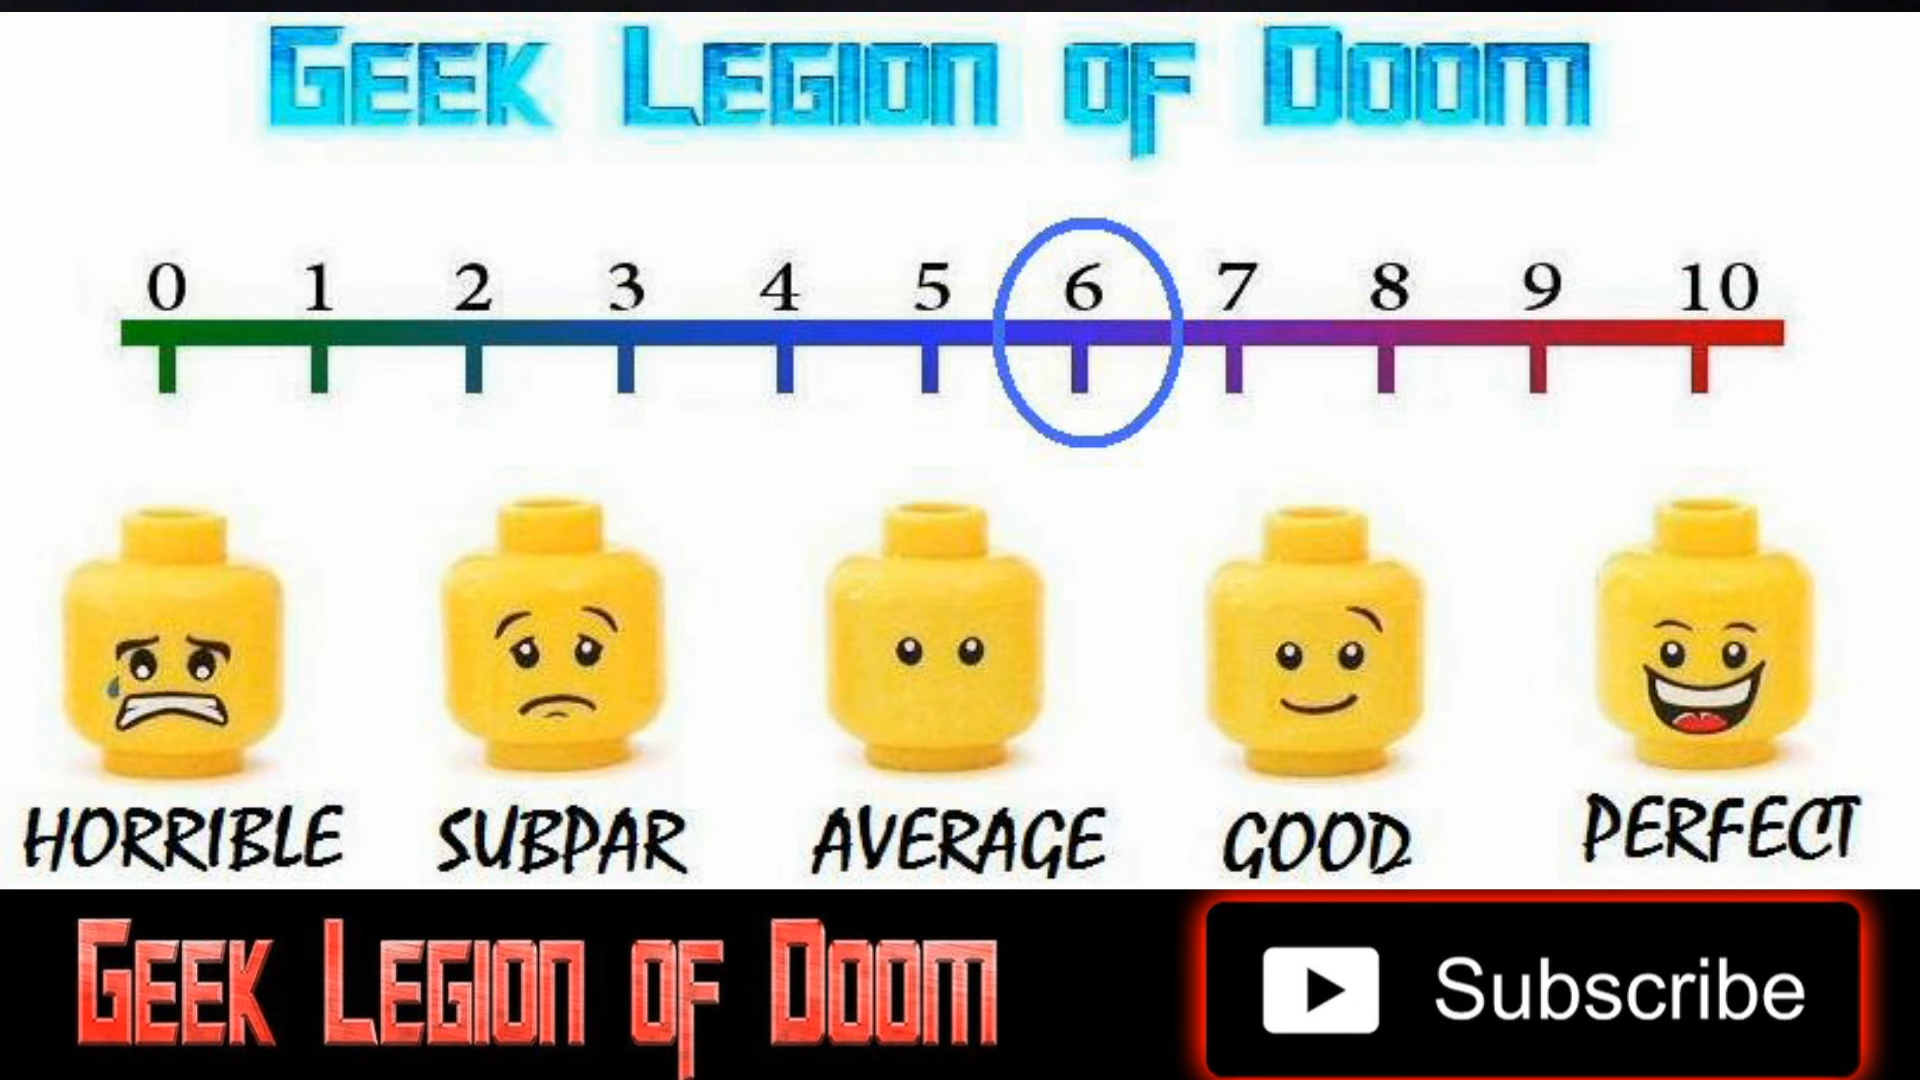 GEEK LEGION OF DOOM
0 1 2 3 4 5 6 7 8 9 10
HORRIBLE SUBPAR AVERAGE GOOD PERFECT
GEEK LEGION OF DOOM Subscribe